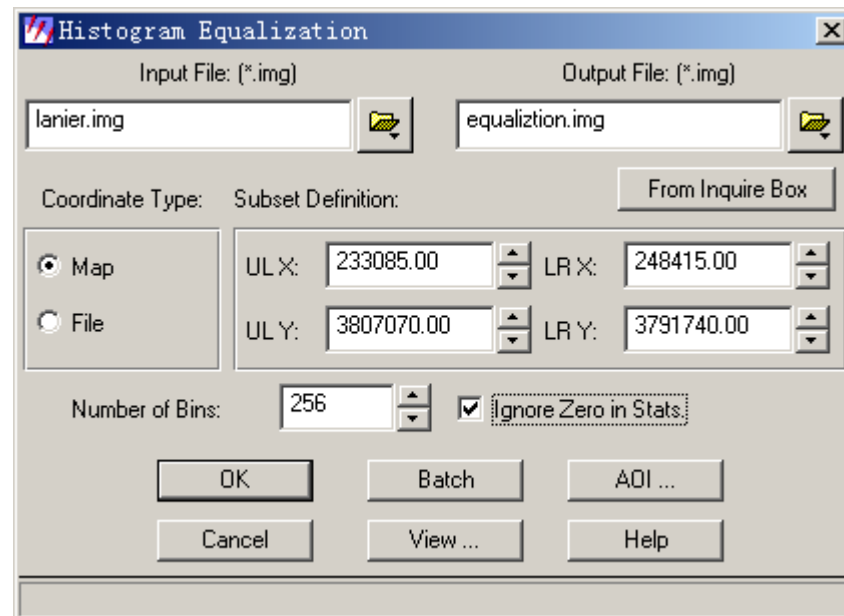 Histogram Equalization
Input File: (*.img) Output File: (*.img)
lanier.img equaliztion.img
From Inquire Box
Coordinate Type: Subset Definition:
Map UL X: 233085.00 LR X: 248415.00
File UL Y: 3807070.00 LR Y: 3791740.00
Number of Bins: 256 Ignore Zero in Stats.
OK Batch AOI ...
Cancel View ... Help